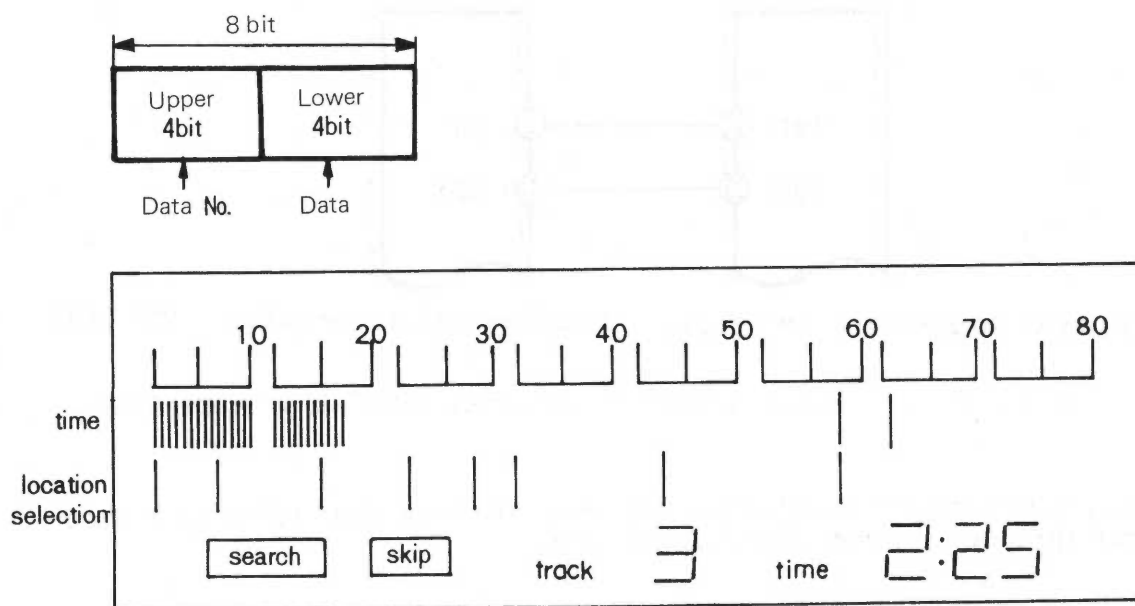 8 bit
Upper 4bit
Lower 4bit
Data No.
Data
10 20 30 40 50 60 70 80
time
location selection
search
skip
track
3
time
2:25